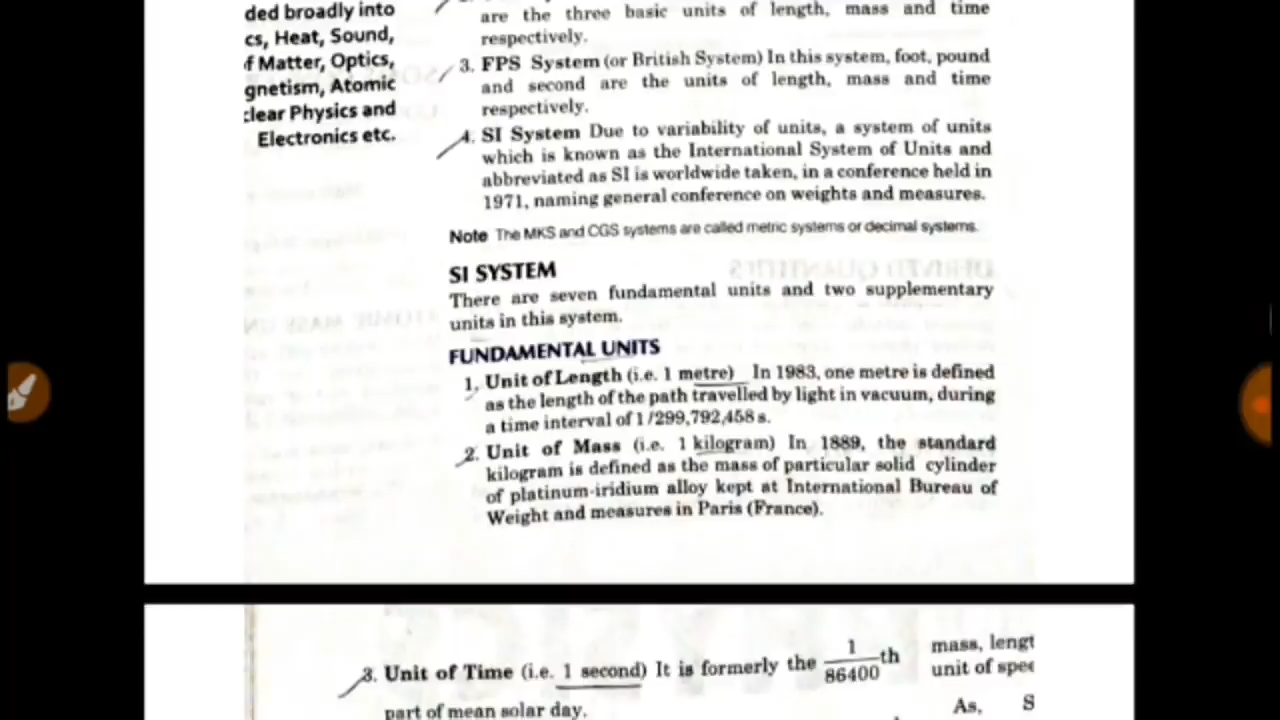 ded broadly into
cs, Heat, Sound,
f Matter, Optics,
gnetism, Atomic
clear Physics and
Electronics etc.
are the three basic units of length, mass and time
respectively.
3. FPS System (or British System) In this system, foot, pound
and second are the units of length, mass and time
respectively.
4. SI System Due to variability of units, a system of units
which is known as the International System of Units and
abbreviated as SI is worldwide taken, in a conference held in
1971, naming general conference on weights and measures.
Note The MKS and CGS systems are called metric systems or decimal systems.
SI SYSTEM
There are seven fundamental units and two supplementary
units in this system.
FUNDAMENTAL UNITS
1. Unit of Length (i.e. 1 metre) In 1983, one metre is defined
as the length of the path travelled by light in vacuum, during
a time interval of 1/299,792,458 s.
2. Unit of Mass (i.e. 1 kilogram) In 1889, the standard
kilogram is defined as the mass of particular solid cylinder
of platinum-iridium alloy kept at International Bureau of
Weight and measures in Paris (France).
3. Unit of Time (i.e. 1 second) It is formerly the 1/86400 th
part of mean solar day.
mass, lengt
unit of spe
As, S